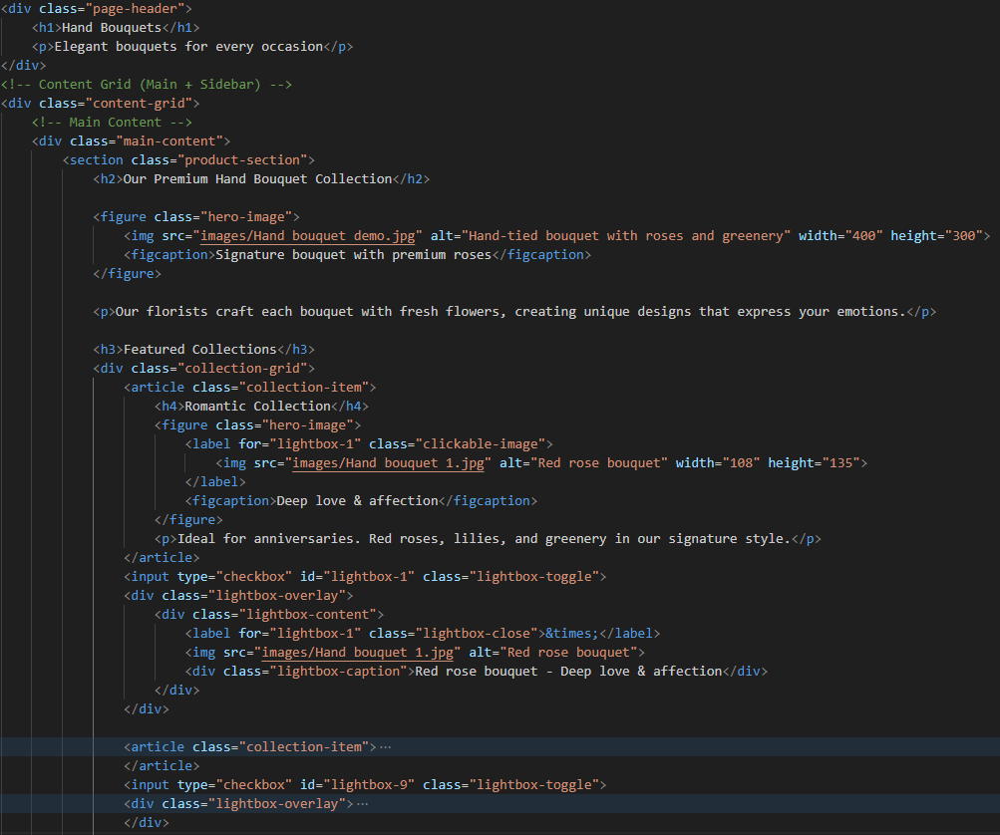 <div class="page-header">
    <h1>Hand Bouquets</h1>
    <p>Elegant bouquets for every occasion</p>
</div>
<!-- Content Grid (Main + Sidebar) -->
<div class="content-grid">
    <!-- Main Content -->
    <div class="main-content">
        <section class="product-section">
            <h2>Our Premium Hand Bouquet Collection</h2>

            <figure class="hero-image">
                <img src="images/Hand bouquet demo.jpg" alt="Hand-tied bouquet with roses and greenery" width="400" height="300">
                <figcaption>Signature bouquet with premium roses</figcaption>
            </figure>

            <p>Our florists craft each bouquet with fresh flowers, creating unique designs that express your emotions.</p>

            <h3>Featured Collections</h3>
            <div class="collection-grid">
                <article class="collection-item">
                    <h4>Romantic Collection</h4>
                    <figure class="hero-image">
                        <label for="lightbox-1" class="clickable-image">
                            <img src="images/Hand bouquet 1.jpg" alt="Red rose bouquet" width="108" height="135">
                        </label>
                        <figcaption>Deep love & affection</figcaption>
                    </figure>
                    <p>Ideal for anniversaries. Red roses, lilies, and greenery in our signature style.</p>
                </article>
                <input type="checkbox" id="lightbox-1" class="lightbox-toggle">
                <div class="lightbox-overlay">
                    <div class="lightbox-content">
                        <label for="lightbox-1" class="lightbox-close">&times;</label>
                        <img src="images/Hand bouquet 1.jpg" alt="Red rose bouquet">
                        <div class="lightbox-caption">Red rose bouquet - Deep love & affection</div>
                    </div>
                </div>

                <article class="collection-item">···
                </article>
                <input type="checkbox" id="lightbox-9" class="lightbox-toggle">
                <div class="lightbox-overlay">···
                </div>